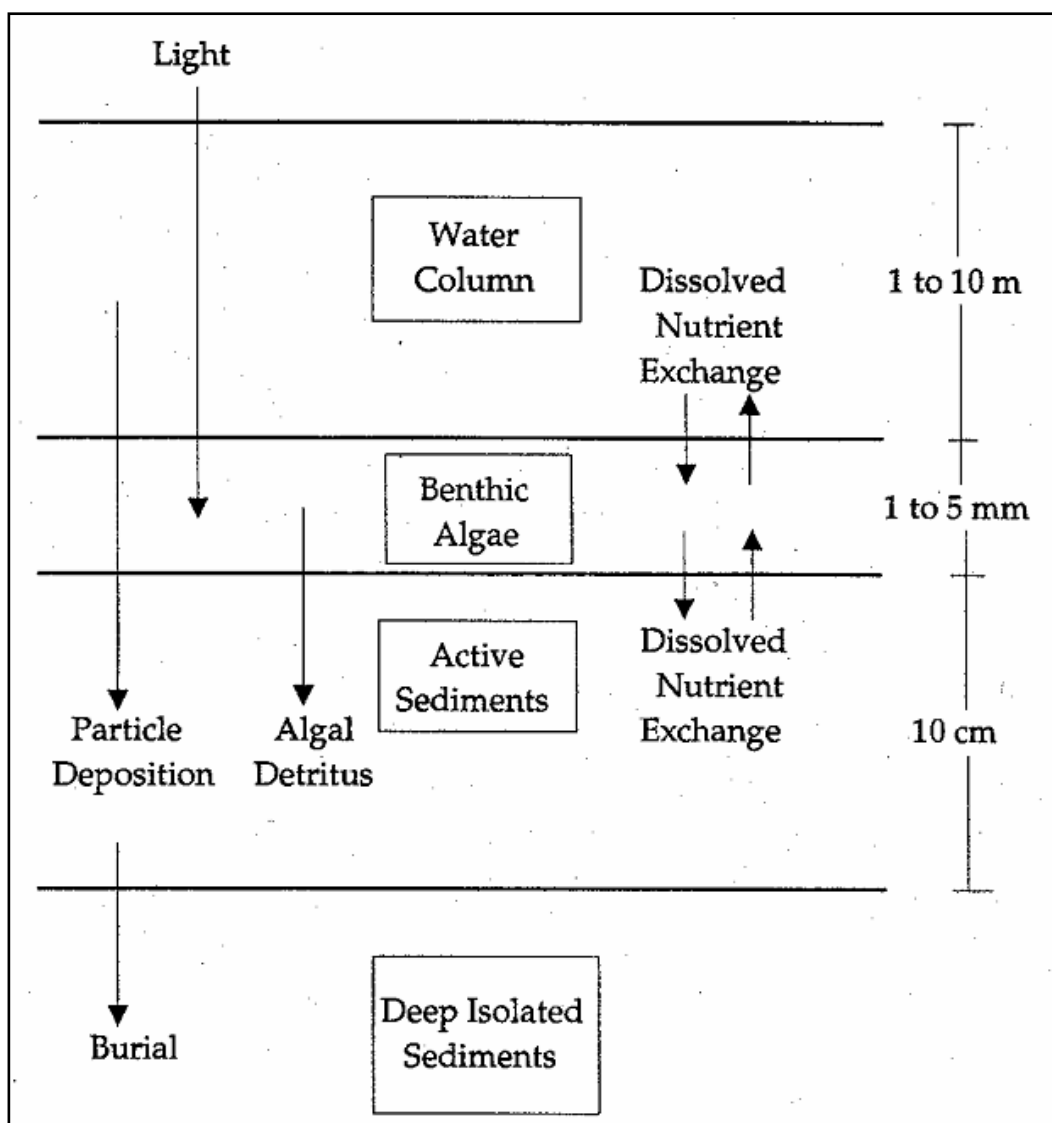 Light
Water
Column
Dissolved
Nutrient
Exchange
1 to 10 m
Benthic
Algae
1 to 5 mm
Active
Sediments
Dissolved
Nutrient
Exchange
Particle
Deposition
Algal
Detritus
10 cm
Burial
Deep Isolated
Sediments